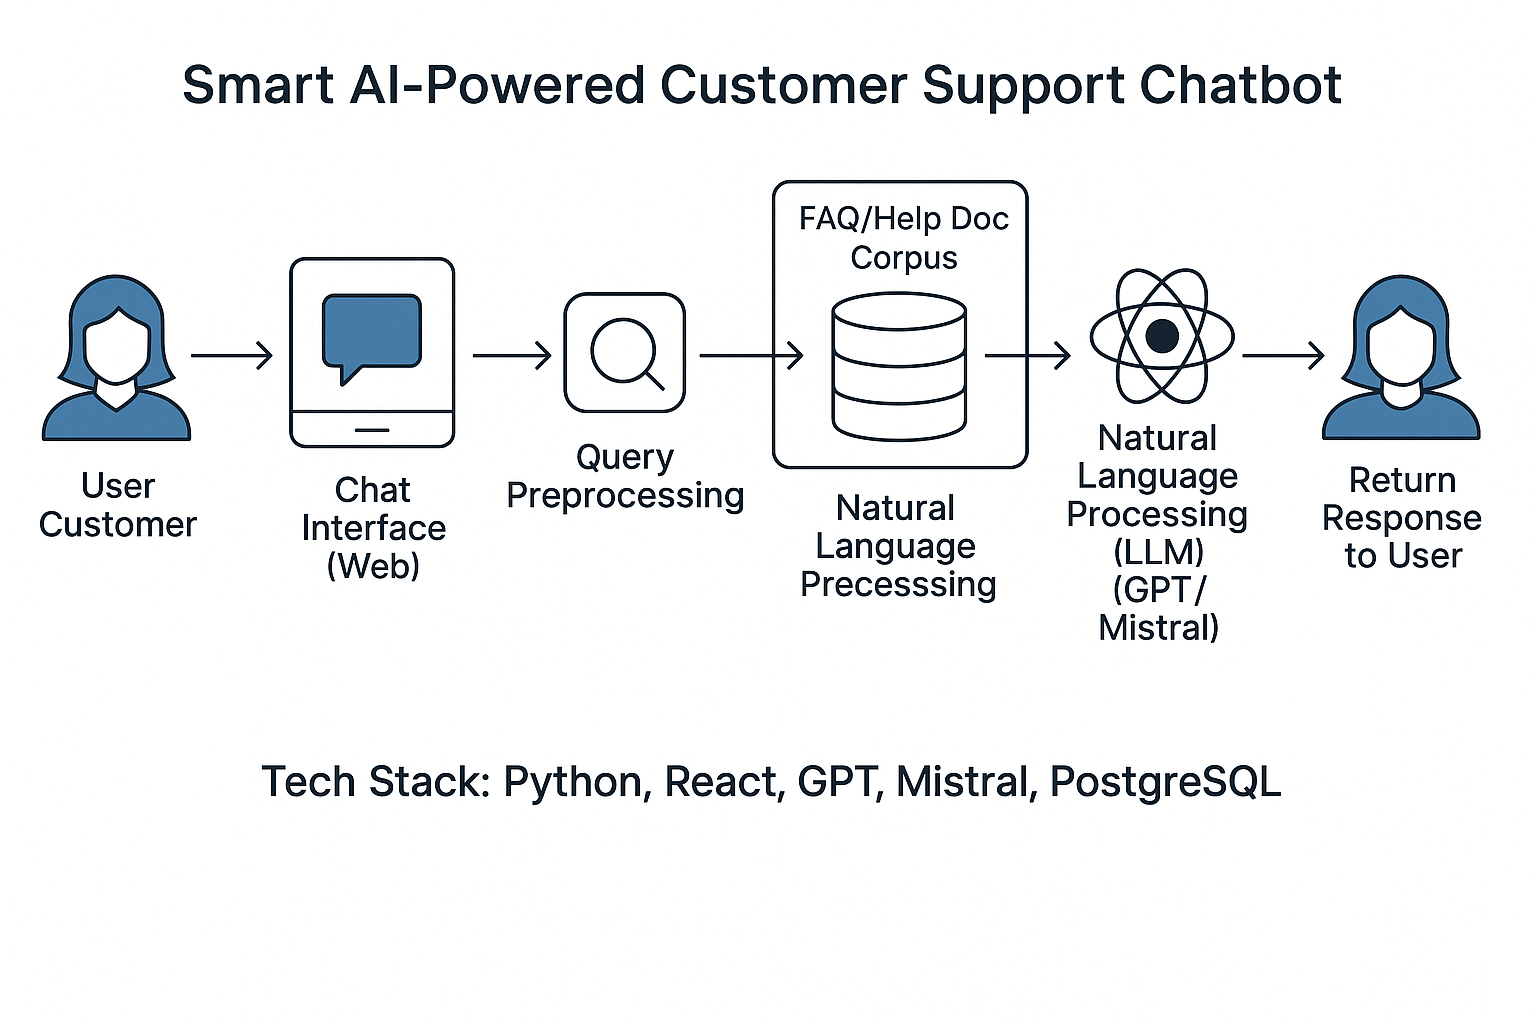 Smart AI-Powered Customer Support Chatbot
FAQ/Help Doc
Corpus
User
Customer
Chat
Interface
(Web)
Query
Preprocessing
Natural
Language
Precesssing
Natural
Language
Processing
(LLM)
(GPT/
Mistral)
Return
Response
to User
Tech Stack: Python, React, GPT, Mistral, PostgreSQL